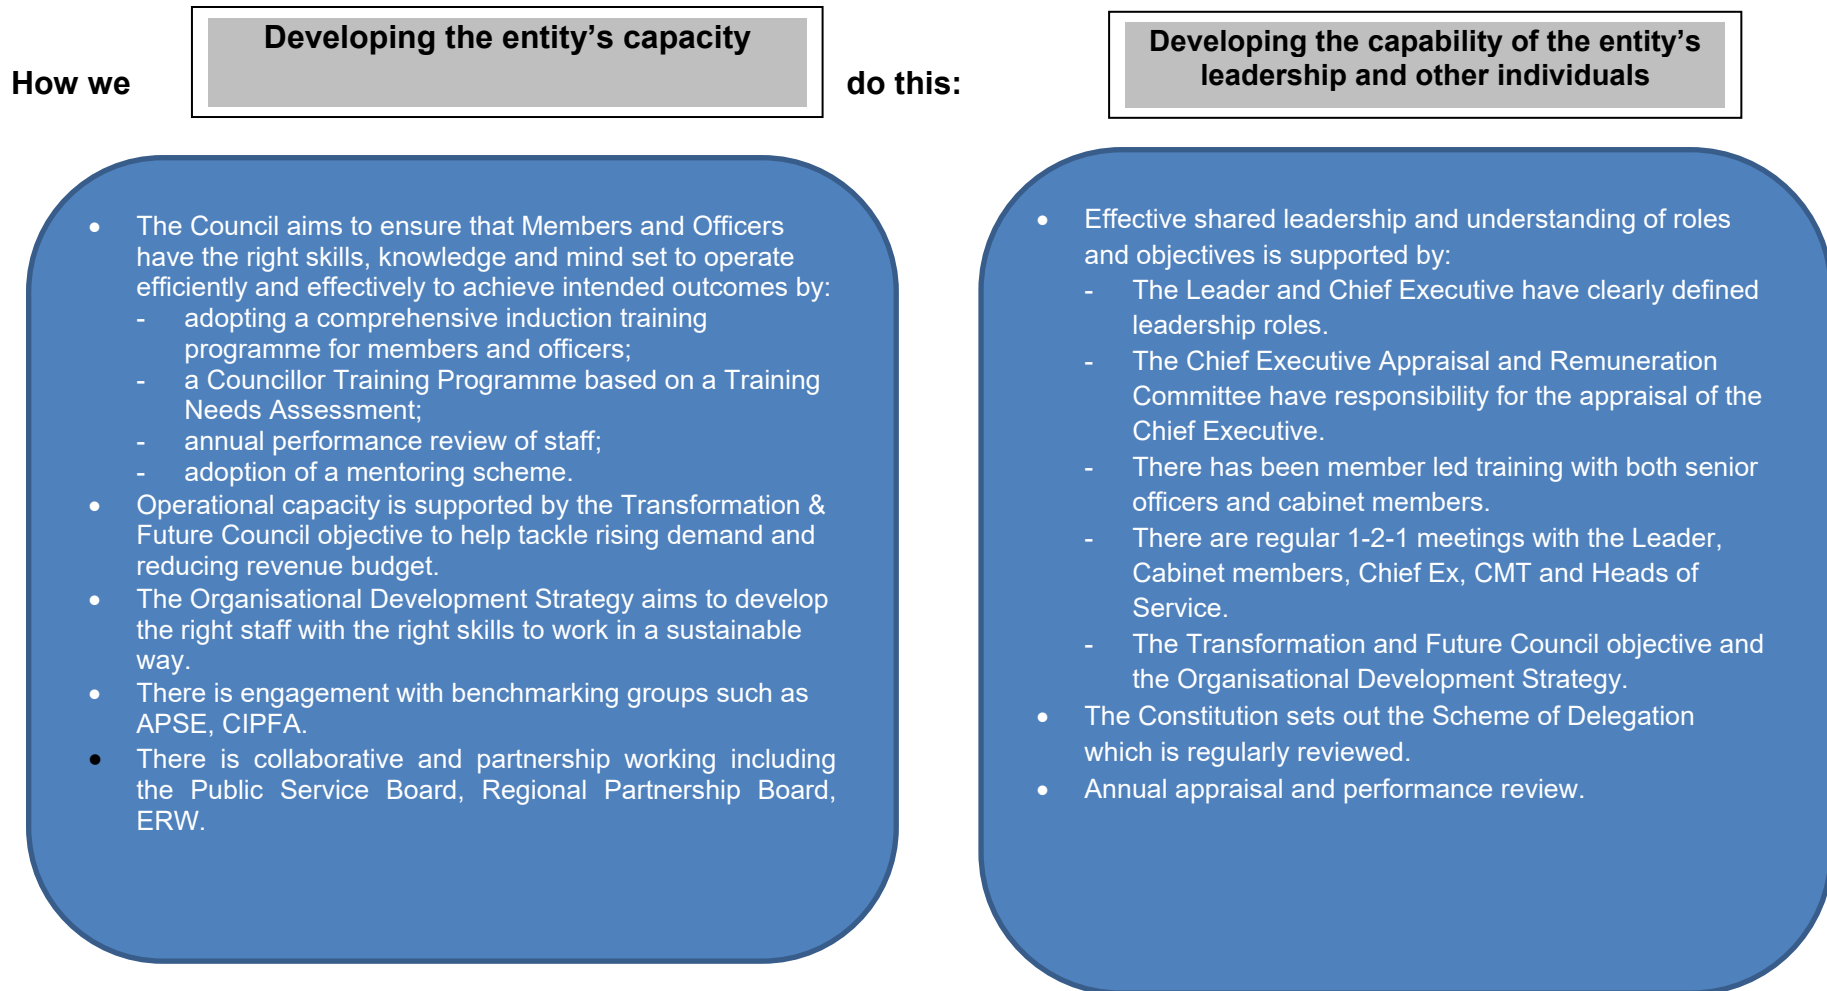 How we
Developing the entity’s capacity
do this:
Developing the capability of the entity’s
leadership and other individuals
• The Council aims to ensure that Members and Officers
have the right skills, knowledge and mind set to operate
efficiently and effectively to achieve intended outcomes by:
- adopting a comprehensive induction training
programme for members and officers;
- a Councillor Training Programme based on a Training
Needs Assessment;
- annual performance review of staff;
- adoption of a mentoring scheme.
• Operational capacity is supported by the Transformation &
Future Council objective to help tackle rising demand and
reducing revenue budget.
• The Organisational Development Strategy aims to develop
the right staff with the right skills to work in a sustainable
way.
• There is engagement with benchmarking groups such as
APSE, CIPFA.
• There is collaborative and partnership working including
the Public Service Board, Regional Partnership Board,
ERW.
• Effective shared leadership and understanding of roles
and objectives is supported by:
- The Leader and Chief Executive have clearly defined
leadership roles.
- The Chief Executive Appraisal and Remuneration
Committee have responsibility for the appraisal of the
Chief Executive.
- There has been member led training with both senior
officers and cabinet members.
- There are regular 1-2-1 meetings with the Leader,
Cabinet members, Chief Ex, CMT and Heads of
Service.
- The Transformation and Future Council objective and
the Organisational Development Strategy.
• The Constitution sets out the Scheme of Delegation
which is regularly reviewed.
• Annual appraisal and performance review.